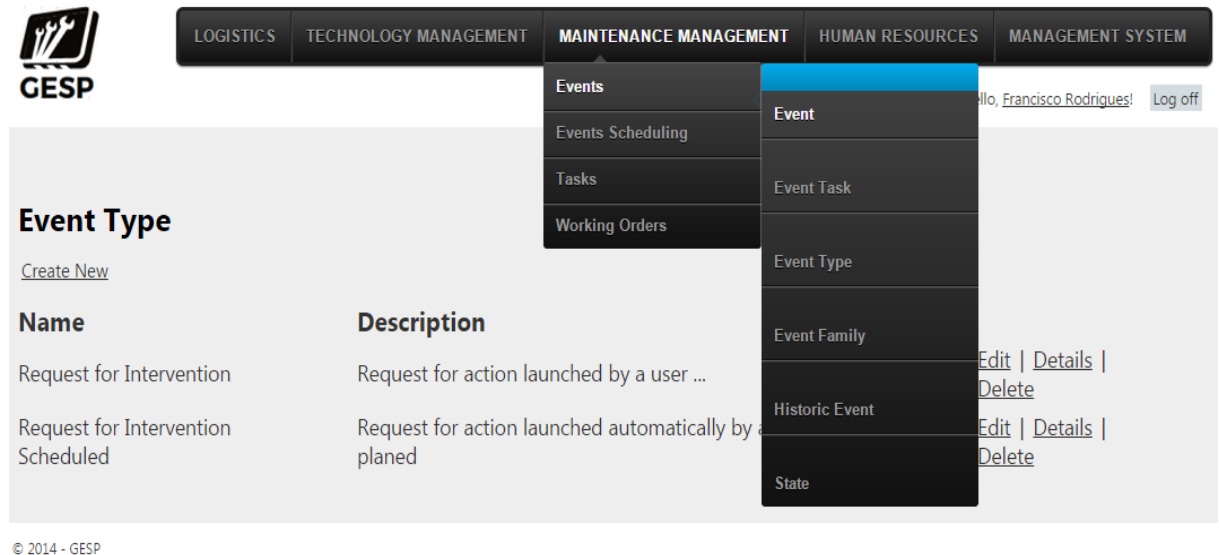 GESP
LOGISTICS TECHNOLOGY MANAGEMENT MAINTENANCE MANAGEMENT HUMAN RESOURCES MANAGEMENT SYSTEM
Francisco Rodrigues! Log off
Events
Events Scheduling
Tasks
Working Orders
Event
Event Task
Event Type
Event Family
Historic Event
State
Event Type
Create New
Name Description
Request for Intervention Request for action launched by a user ... Edit | Details |
Delete
Request for Intervention Request for action launched automatically by Edit | Details |
Scheduled planed Delete
© 2014 - GESP